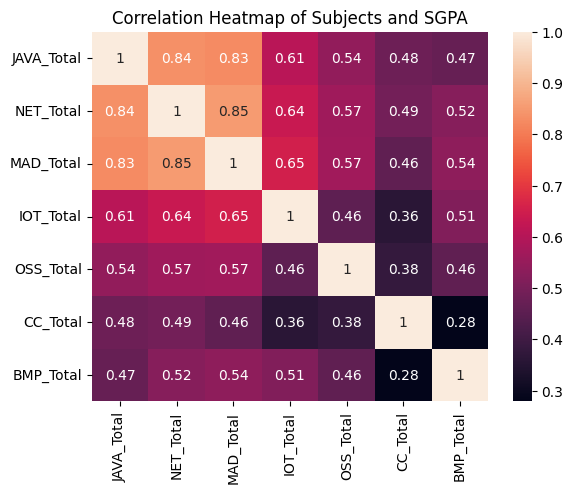 Correlation Heatmap of Subjects and SGPA
JAVA_Total 1 0.84 0.83 0.61 0.54 0.48 0.47
NET_Total 0.84 1 0.85 0.64 0.57 0.49 0.52
MAD_Total 0.83 0.85 1 0.65 0.57 0.46 0.54
IOT_Total 0.61 0.64 0.65 1 0.46 0.36 0.51
OSS_Total 0.54 0.57 0.57 0.46 1 0.38 0.46
CC_Total 0.48 0.49 0.46 0.36 0.38 1 0.28
BMP_Total 0.47 0.52 0.54 0.51 0.46 0.28 1
JAVA_Total NET_Total MAD_Total IOT_Total OSS_Total CC_Total BMP_Total
1.0
0.9
0.8
0.7
0.6
0.5
0.4
0.3